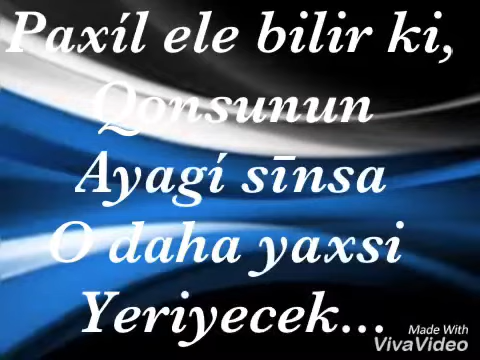 Paxíl ele bilir ki,
Qonsunun
Ayagí sīnsa
O daha yaxsi
Yeriyecek...
Made With
VivaVideo